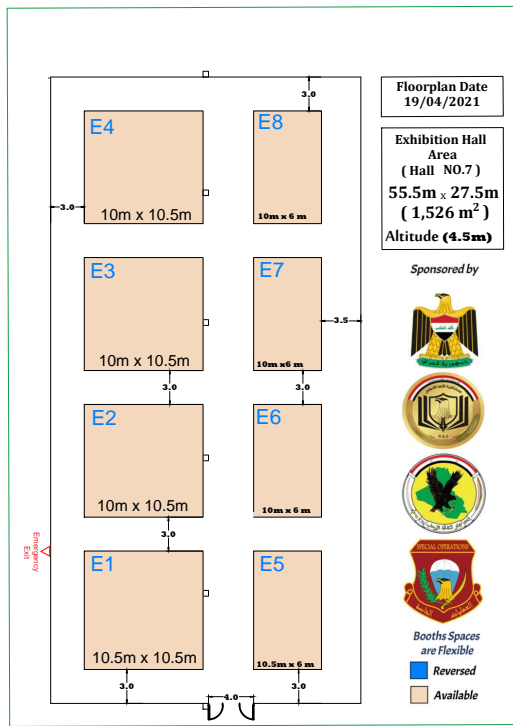 Floorplan Date
19/04/2021
Exhibition Hall
Area
( Hall NO.7 )
55.5m x 27.5m
( 1,526 m² )
Altitude (4.5m)
Sponsored by
SPECIAL OPERATIONS
Booths Spaces
are Flexible
Reversed
Available
3.0
E4
10m x 10.5m
E8
10m x 6 m
3.0
E3
10m x 10.5m
E7
10m x 6 m
3.5
3.0
3.0
E2
10m x 10.5m
E6
10m x 6 m
3.0
Emergency
Exit
E1
10.5m x 10.5m
E5
10.5m x 6 m
3.0
4.0
3.0